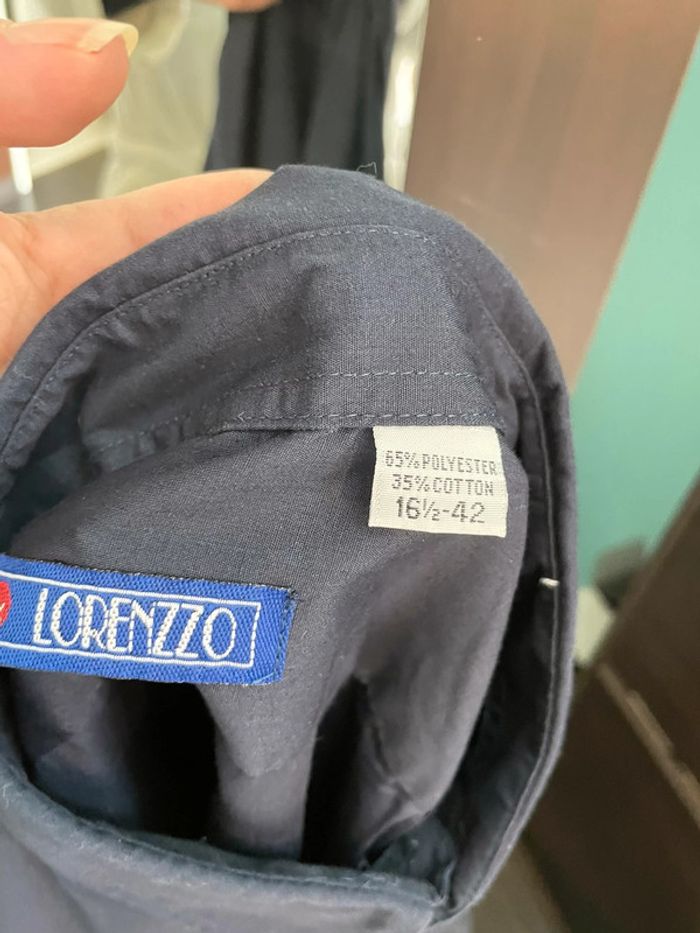 65% POLYESTER
35% COTTON
16½-42
LORENZZO